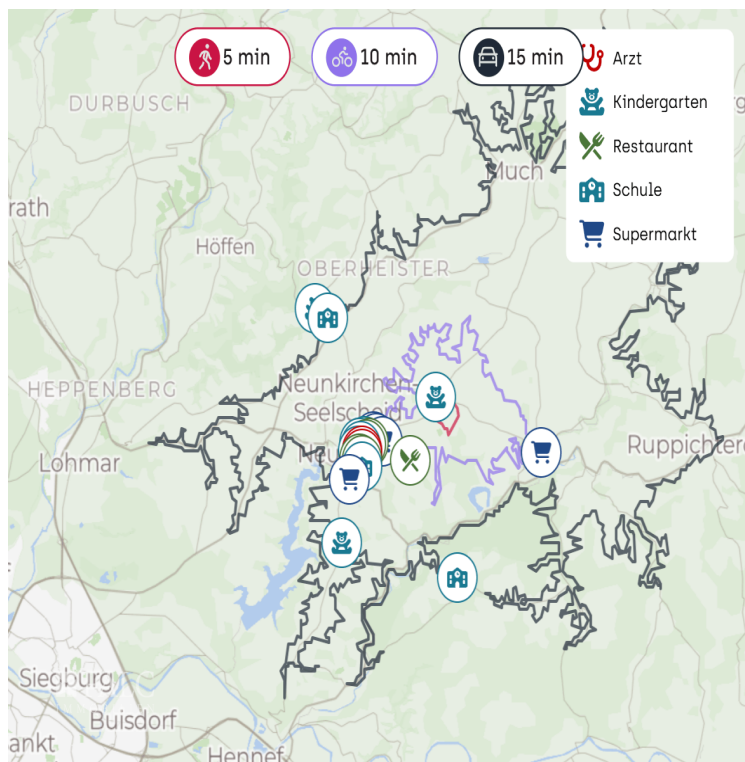 5 min
10 min
15 min
Arzt
Kindergarten
Restaurant
Schule
Supermarkt
DURBUSCH
Much
rath
Höffen
OBERHEISTER
HEPPENBERG
Neunkirchen-
Seelscheid
Lohmar
Ruppichter
Siegburg
Buisdorf
ankt
Hennef